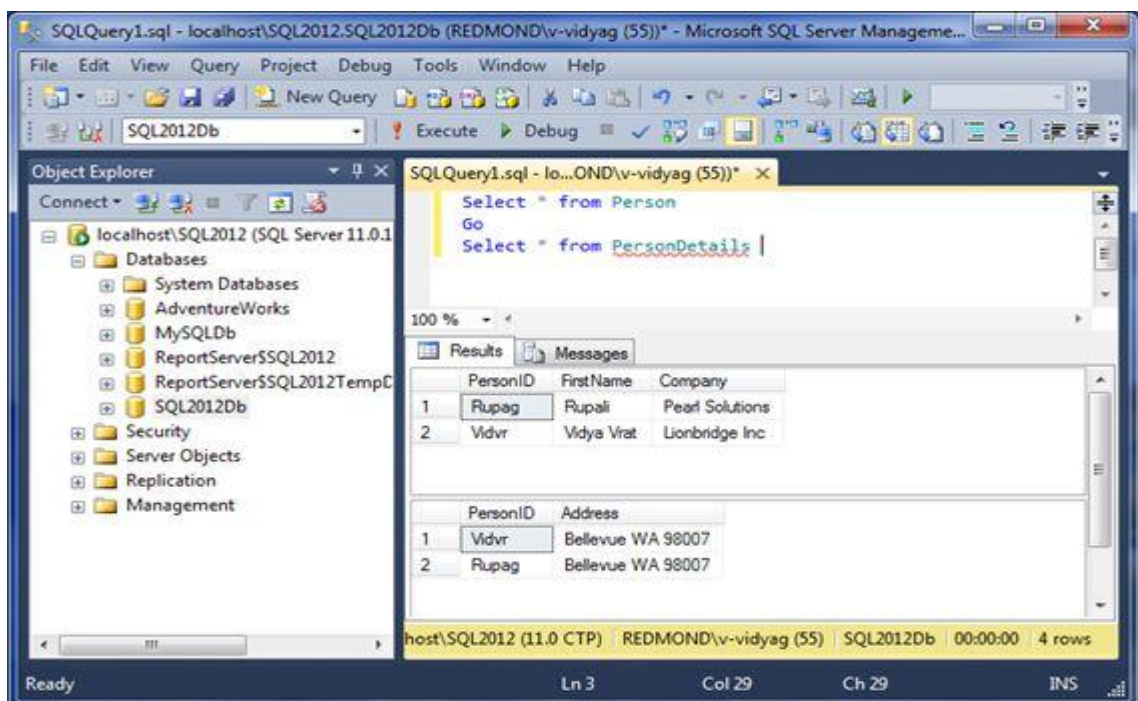 SQLQuery1.sql - localhost\SQL2012.SQL2012Db (REDMOND\v-vidyag (55))* - Microsoft SQL Server Manageme...
File Edit View Query Project Debug Tools Window Help
New Query
SQL2012Db Execute Debug
Object Explorer
Connect
localhost\SQL2012 (SQL Server 11.0.1
Databases
System Databases
AdventureWorks
MySQLDb
ReportServer$SQL2012
ReportServer$SQL2012TempD
SQL2012Db
Security
Server Objects
Replication
Management
SQLQuery1.sql - lo...OND\v-vidyag (55))*
Select * from Person
Go
Select * from PersonDetails
100 %
Results Messages
PersonID FirstName Company
1 Rupag Rupali Pearl Solutions
2 Vidvr Vidya Vrat Lionbridge Inc
PersonID Address
1 Vidvr Bellevue WA 98007
2 Rupag Bellevue WA 98007
host\SQL2012 (11.0 CTP) REDMOND\v-vidyag (55) SQL2012Db 00:00:00 4 rows
Ready Ln 3 Col 29 Ch 29 INS